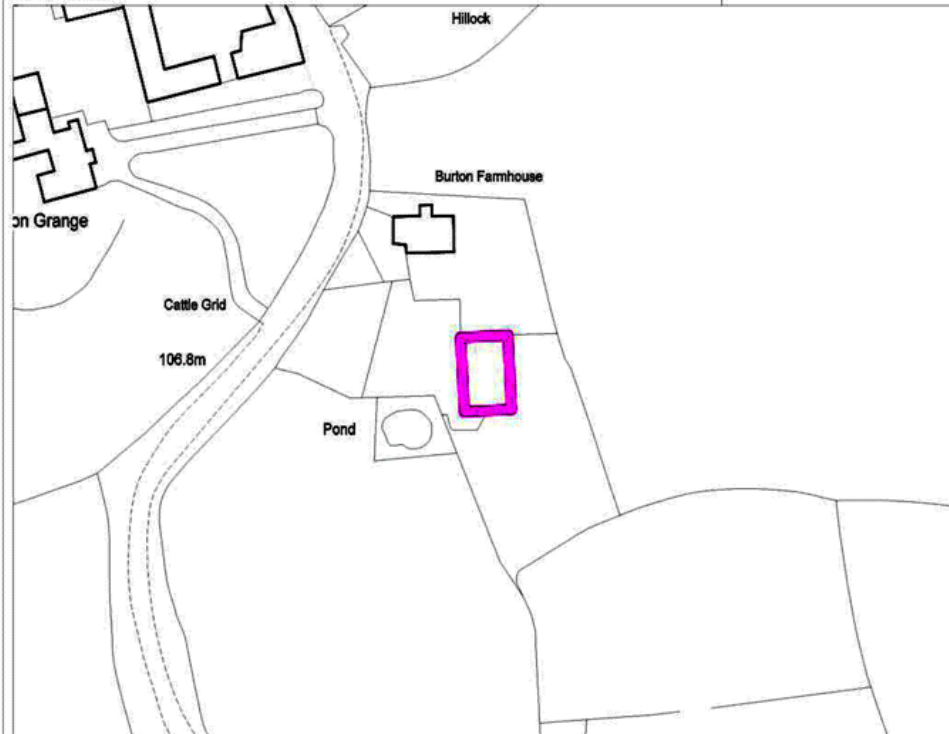 Hillock
Burton Farmhouse
on Grange
Cattle Grid
106.8m
Pond